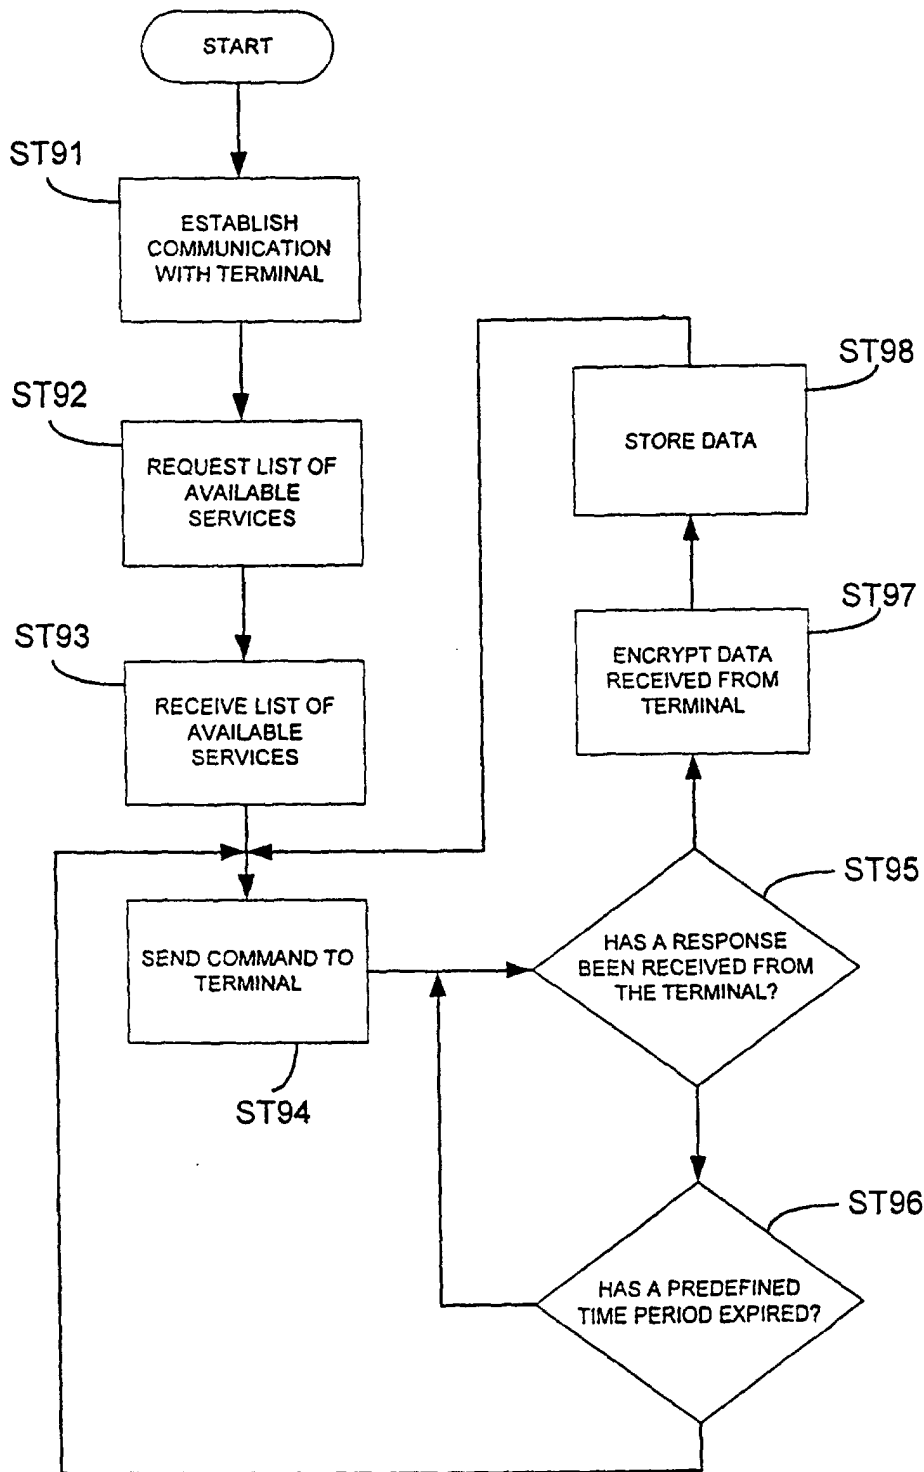 START
ST91
ESTABLISH
COMMUNICATION
WITH TERMINAL
ST92
REQUEST LIST OF
AVAILABLE
SERVICES
ST93
RECEIVE LIST OF
AVAILABLE
SERVICES
SEND COMMAND TO
TERMINAL
ST94
ST98
STORE DATA
ST97
ENCRYPT DATA
RECEIVED FROM
TERMINAL
ST95
HAS A RESPONSE
BEEN RECEIVED FROM
THE TERMINAL?
ST96
HAS A PREDEFINED
TIME PERIOD EXPIRED?